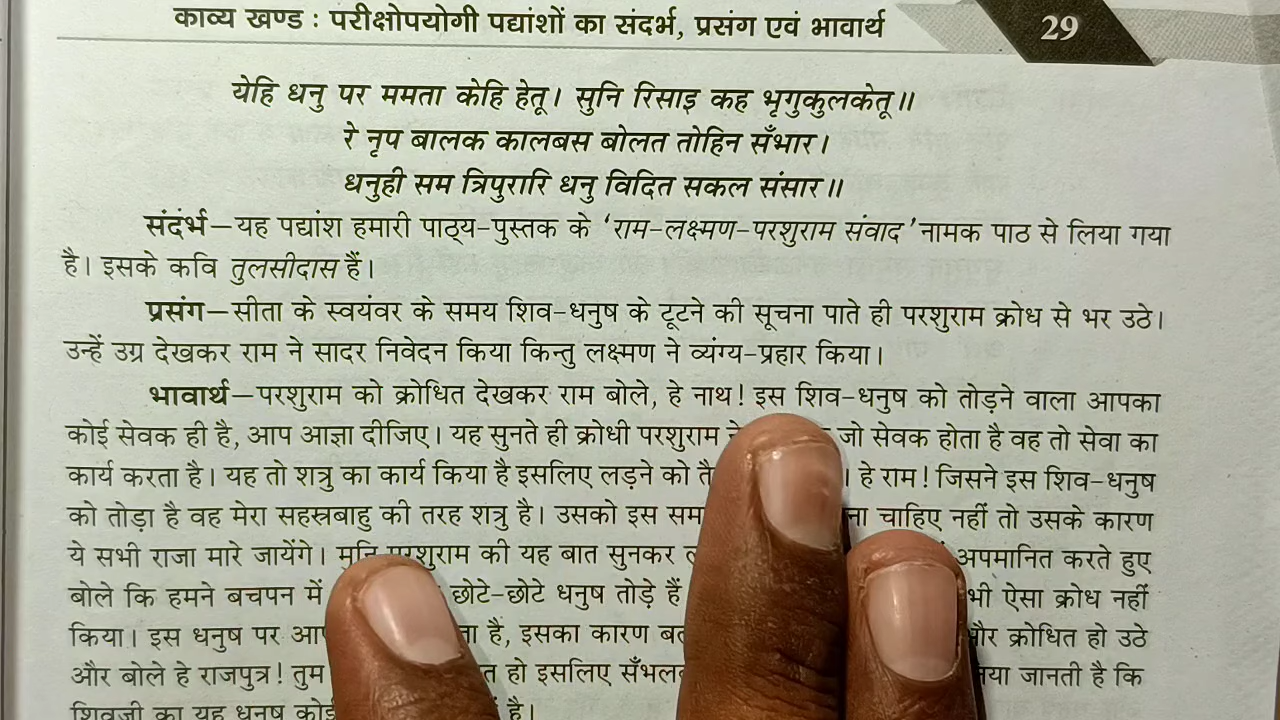 काव्य खण्ड : परीक्षोपयोगी पद्यांशों का संदर्भ, प्रसंग एवं भावार्थ 29
येहि धनु पर ममता केहि हेतू। सुनि रिसाइ कह भृगुकुलकेतू॥
रे नृप बालक कालबस बोलत तोहिन सँभार।
धनुही सम त्रिपुरारि धनु विदित सकल संसार॥
संदर्भ—यह पद्यांश हमारी पाठ्य-पुस्तक के 'राम-लक्ष्मण-परशुराम संवाद' नामक पाठ से लिया गया
है। इसके कवि तुलसीदास हैं।
प्रसंग—सीता के स्वयंवर के समय शिव-धनुष के टूटने की सूचना पाते ही परशुराम क्रोध से भर उठे।
उन्हें उग्र देखकर राम ने सादर निवेदन किया किन्तु लक्ष्मण ने व्यंग्य-प्रहार किया।
भावार्थ—परशुराम को क्रोधित देखकर राम बोले, हे नाथ! इस शिव-धनुष को तोड़ने वाला आपका
कोई सेवक ही है, आप आज्ञा दीजिए। यह सुनते ही क्रोधी परशुराम जो सेवक होता है वह तो सेवा का
कार्य करता है। यह तो शत्रु का कार्य किया है इसलिए लड़ने को । हे राम! जिसने इस शिव-धनुष
को तोड़ा है वह मेरा सहस्रबाहु की तरह शत्रु है। उसको इस चाहिए नहीं तो उसके कारण
ये सभी राजा मारे जायेंगे। मुनि परशुराम की यह बात सुनकर अपमानित करते हुए
बोले कि हमने बचपन में छोटे-छोटे धनुष तोड़े हैं ऐसा क्रोध नहीं
किया। इस धनुष पर हैं, इसका कारण और क्रोधित हो उठे
और बोले हे राजपुत्र! तुम हो इसलिए जानती है कि
शिवजी का यह धनुष कोई है।